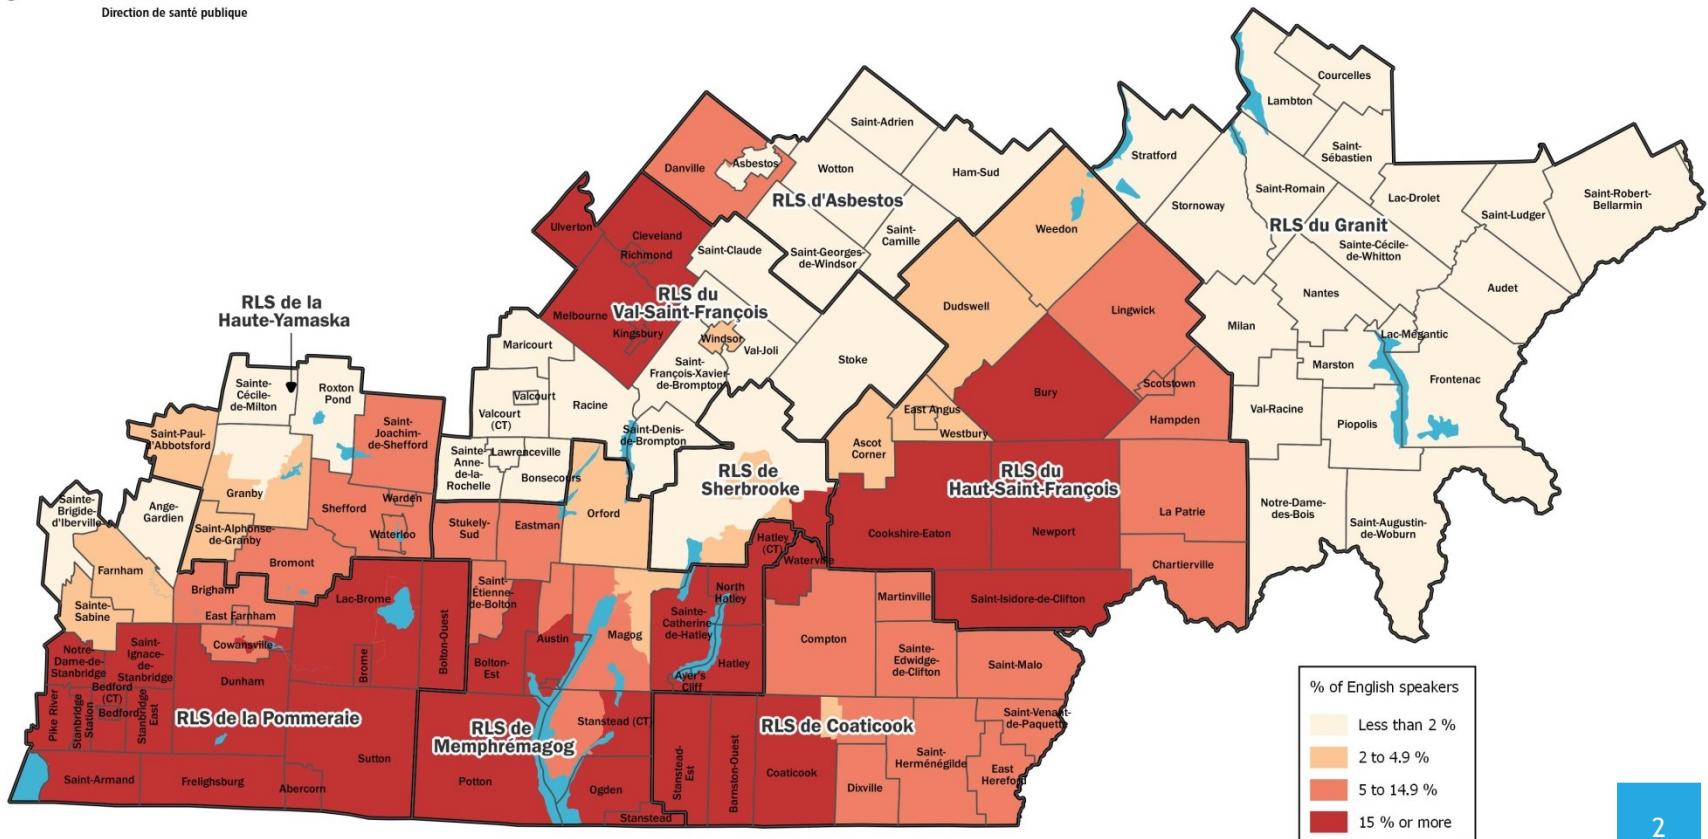 Direction de santé publique
Courcelles
Lambton
Saint-Adrien
Saint-
Sébastien
Stratford
Danville
Asbestos
Wotton
Ham-Sud
Saint-Romain
Lac-Drolet
Saint-Robert-
Bellarmin
RLS d'Asbestos
Stornoway
Saint-Ludger
RLS du Granit
Ulverton
Cleveland
Richmond
Saint-Claude
Saint-
Camille
Weedon
Saint-Georges-
de-Windsor
Sainte-Cécile-
de-Whitton
Audet
Nantes
RLS de la
Haute-Yamaska
RLS du
Val-Saint-François
Melbourne
Kingsbury
Dudswell
Lingwick
Milan
Lac-Mégantic
Maricourt
Windsor
Val-Joli
Stoke
Saint-
François-Xavier-
de-Brompton
Marston
Frontenac
Sainte-
Cécile-
de-Milton
Roxton
Pond
Valcourt
Valcourt
(CT)
Racine
Bury
Scotstown
Hampden
Val-Racine
Piopolis
Saint-Paul-
d'Abbotsford
Saint-
Joachim-
de-Shefford
Saint-Denis-
de-Brompton
East Angus
Westbury
Ascot
Corner
Sainte-
Anne-
de-la-
Rochelle
Lawrenceville
Bonsecours
RLS de
Sherbrooke
RLS du
Haut-Saint-François
Sainte-
Brigide-
d'Iberville
Ange-
Gardien
Granby
Warden
Shefford
Waterloo
Saint-Alphonse-
de-Granby
Stukely-
Sud
Eastman
Orford
Notre-Dame-
des-Bois
Saint-Augustin-
de-Woburn
Cookshire-Eaton
Newport
La Patrie
Hatley
(CT)
Waterville
Chartierville
Farnham
Bromont
Brigham
Lac-Brome
Saint-
Étienne-
de-Bolton
North
Hatley
Martinville
Saint-Isidore-de-Clifton
Sainte-
Sabine
East Farnham
Cowansville
Bolton-Ouest
Austin
Magog
Sainte-
Catherine-
de-Hatley
Compton
Sainte-
Edwidge-
de-Clifton
Saint-Malo
Notre-
Dame-de-
Stanbridge
Saint-
Ignace-
de-
Stanbridge
Brome
Bolton-
Est
Hatley
Ayer's
Cliff
Dunham
Pike River
Stanbridge
Station
Bedford
(CT)
Bedford
Stanbridge
East
RLS de la Pommeraie
RLS de
Memphrémagog
Stanstead (CT)
RLS de Coaticook
Saint-Venant-
de-Paquette
Saint-
Herménégilde
East
Hereford
Sutton
Potton
Stanstead-
Est
Barnston-Ouest
Coaticook
Dixville
Saint-Armand
Frelighsburg
Abercorn
Ogden
Stanstead
% of English speakers
Less than 2 %
2 to 4.9 %
5 to 14.9 %
15 % or more
2